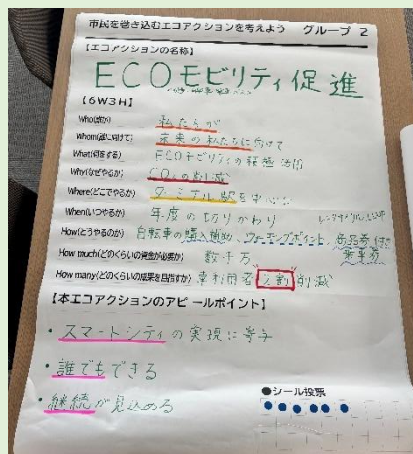 市民を巻き込むエコアクションを考えよう グループ 2
【エコアクションの名称】
ECOモビリティ促進
【6W3H】
Who(誰が) 私たちが
Whom(誰に向けて) 未来の私たちに向けて
What(何をする) ECOモビリティの積極活用
Why(なぜやるか) CO₂の削減
Where(どこでやるか) ターミナル駅を中心に
When(いつやるか) 年度の切りかわり
How(どうやるのか) 自転車の購入補助、ウォーキングポイント、商品券付き
乗車券
How much(どのくらいの資金が必要か) 数千万
How many(どのくらいの成果を目指すか) 車利用者 削減
【本エコアクションのアピールポイント】
・スマートシティの実現に寄与
・誰でもできる
・継続が見込める
●シール投票